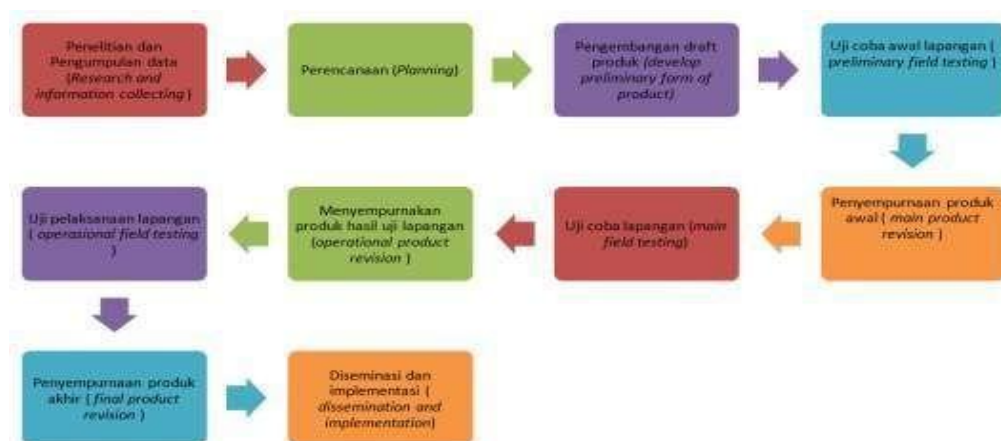 Penelitian dan
Pengumpulan data
(Research and
information collecting )
Perencanaan (Planning)
Pengembangan draft
produk (develop
preliminary form of
product)
Uji coba awal lapangan (
preliminary field testing )
Penyempurnaan produk
awal ( main product
revision )
Uji coba lapangan (main
field testing)
Menyempurnakan
produk hasil uji lapangan
(operational product
revision )
Uji pelaksanaan lapangan
( operasional field testing
)
Penyempurnaan produk
akhir ( final product
revision )
Diseminasi dan
implementasi (
dissemination and
implementation)